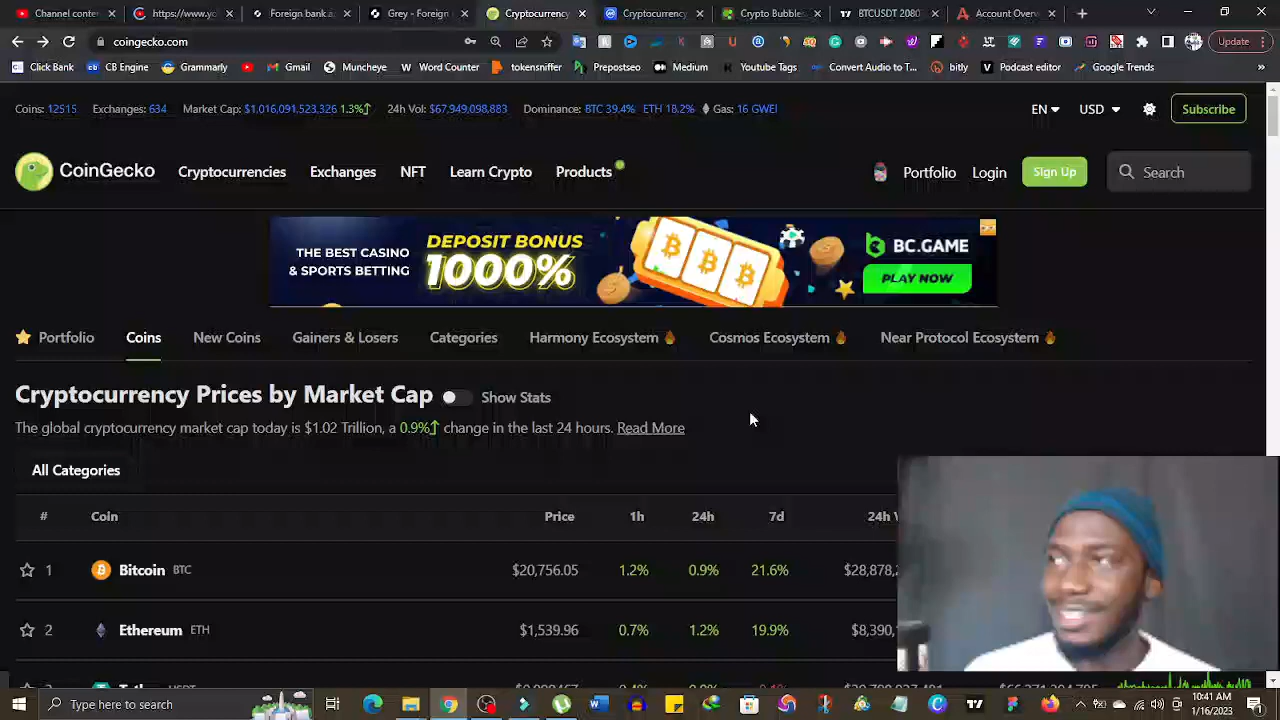 Channel conten
https://www.yo
Foreign bank a
Grey - Foreign
Cryptocurrency
Cryptocurrency
Crypto Bubble
BTCUSDT 2080
Account Over
coingecko.com
Update
Click Bank
CB Engine
Grammarly
Gmail
Muncheye
Word Counter
tokensniffer
Prepostseo
Medium
Youtube Tags
Convert Audio to T...
bitly
Podcast editor
Google Trends
Coins: 12515 Exchanges: 634 Market Cap: $1,016,091,523,326 1.3% 24h Vol: $67,949,098,883 Dominance: BTC 39.4% ETH 18.2% Gas: 16 GWEI
EN USD Subscribe
CoinGecko Cryptocurrencies Exchanges NFT Learn Crypto Products
Portfolio Login Sign Up Search
THE BEST CASINO
& SPORTS BETTING
DEPOSIT BONUS
1000%
BC.GAME
PLAY NOW
Portfolio Coins New Coins Gainers & Losers Categories Harmony Ecosystem Cosmos Ecosystem Near Protocol Ecosystem
Cryptocurrency Prices by Market Cap Show Stats
The global cryptocurrency market cap today is $1.02 Trillion, a 0.9% change in the last 24 hours. Read More
All Categories
# Coin Price 1h 24h 7d 24h
1 Bitcoin BTC $20,756.05 1.2% 0.9% 21.6% $28,878,2
2 Ethereum ETH $1,539.96 0.7% 1.2% 19.9% $8,390,1
Type here to search
10:41 AM
1/16/2023